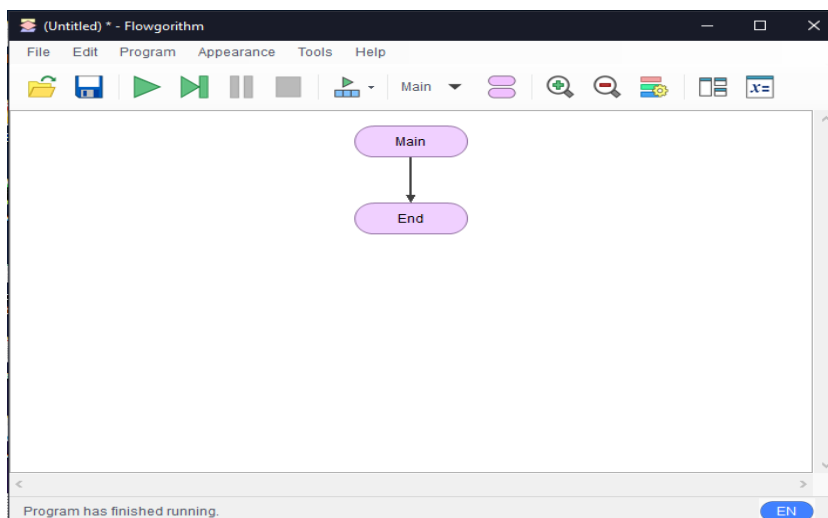 (Untitled) * - Flowgorithm
File Edit Program Appearance Tools Help
Main
x=
Main
End
Program has finished running.
EN